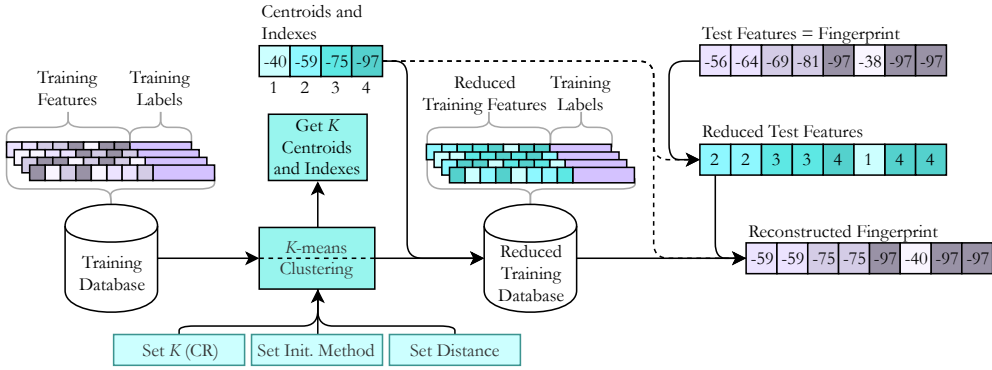 Centroids and
Indexes
-40 -59 -75 -97
1 2 3 4
Test Features = Fingerprint
-56 -64 -69 -81 -97 -38 -97 -97
Training
Features
Training
Labels
Reduced
Training Features
Training
Labels
Get K
Centroids
and Indexes
Reduced Test Features
2 2 3 3 4 1 4 4
Training
Database
K-means
Clustering
Reduced
Training
Database
Reconstructed Fingerprint
-59 -59 -75 -75 -97 -40 -97 -97
Set K (CR)
Set Init. Method
Set Distance